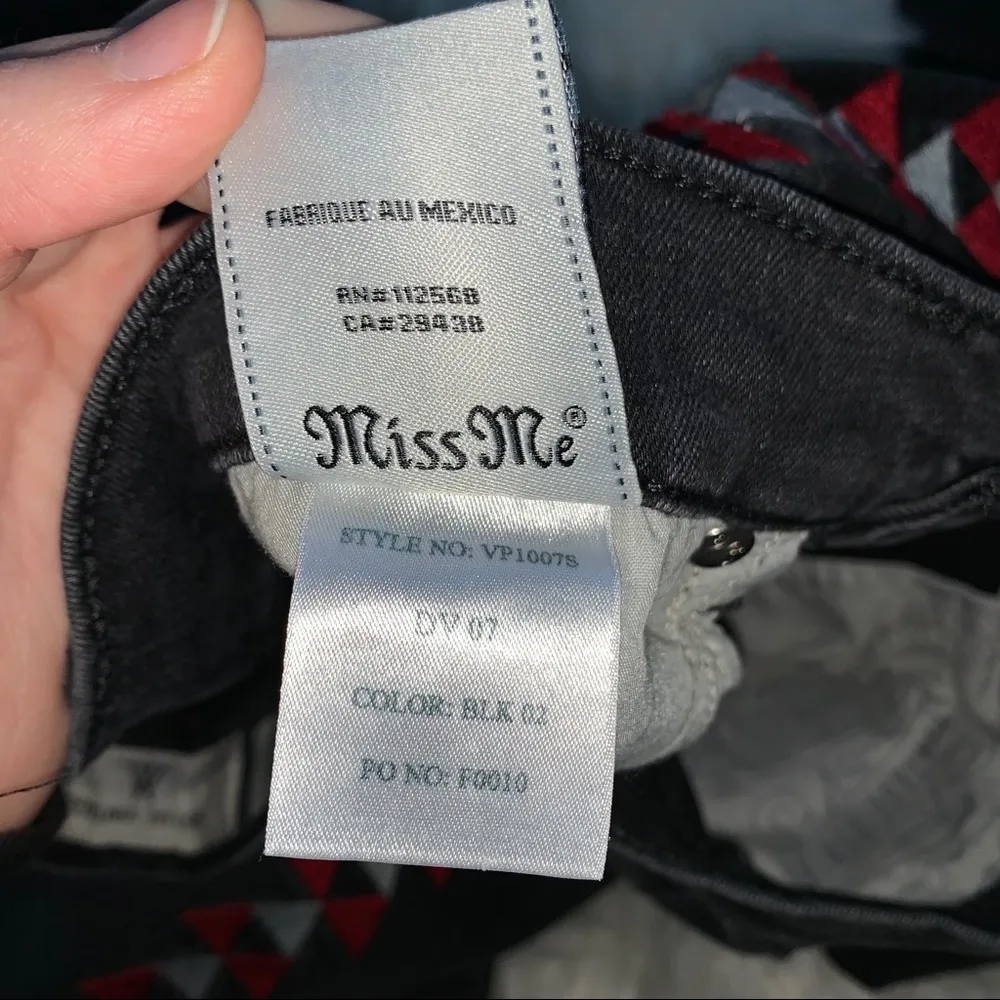 FABRIQUE AU MEXICO
RN#112568
CA#29438
Miss Me®
STYLE NO: VP1007S
DV 07
COLOR: BLK 02
PO NO: F0010